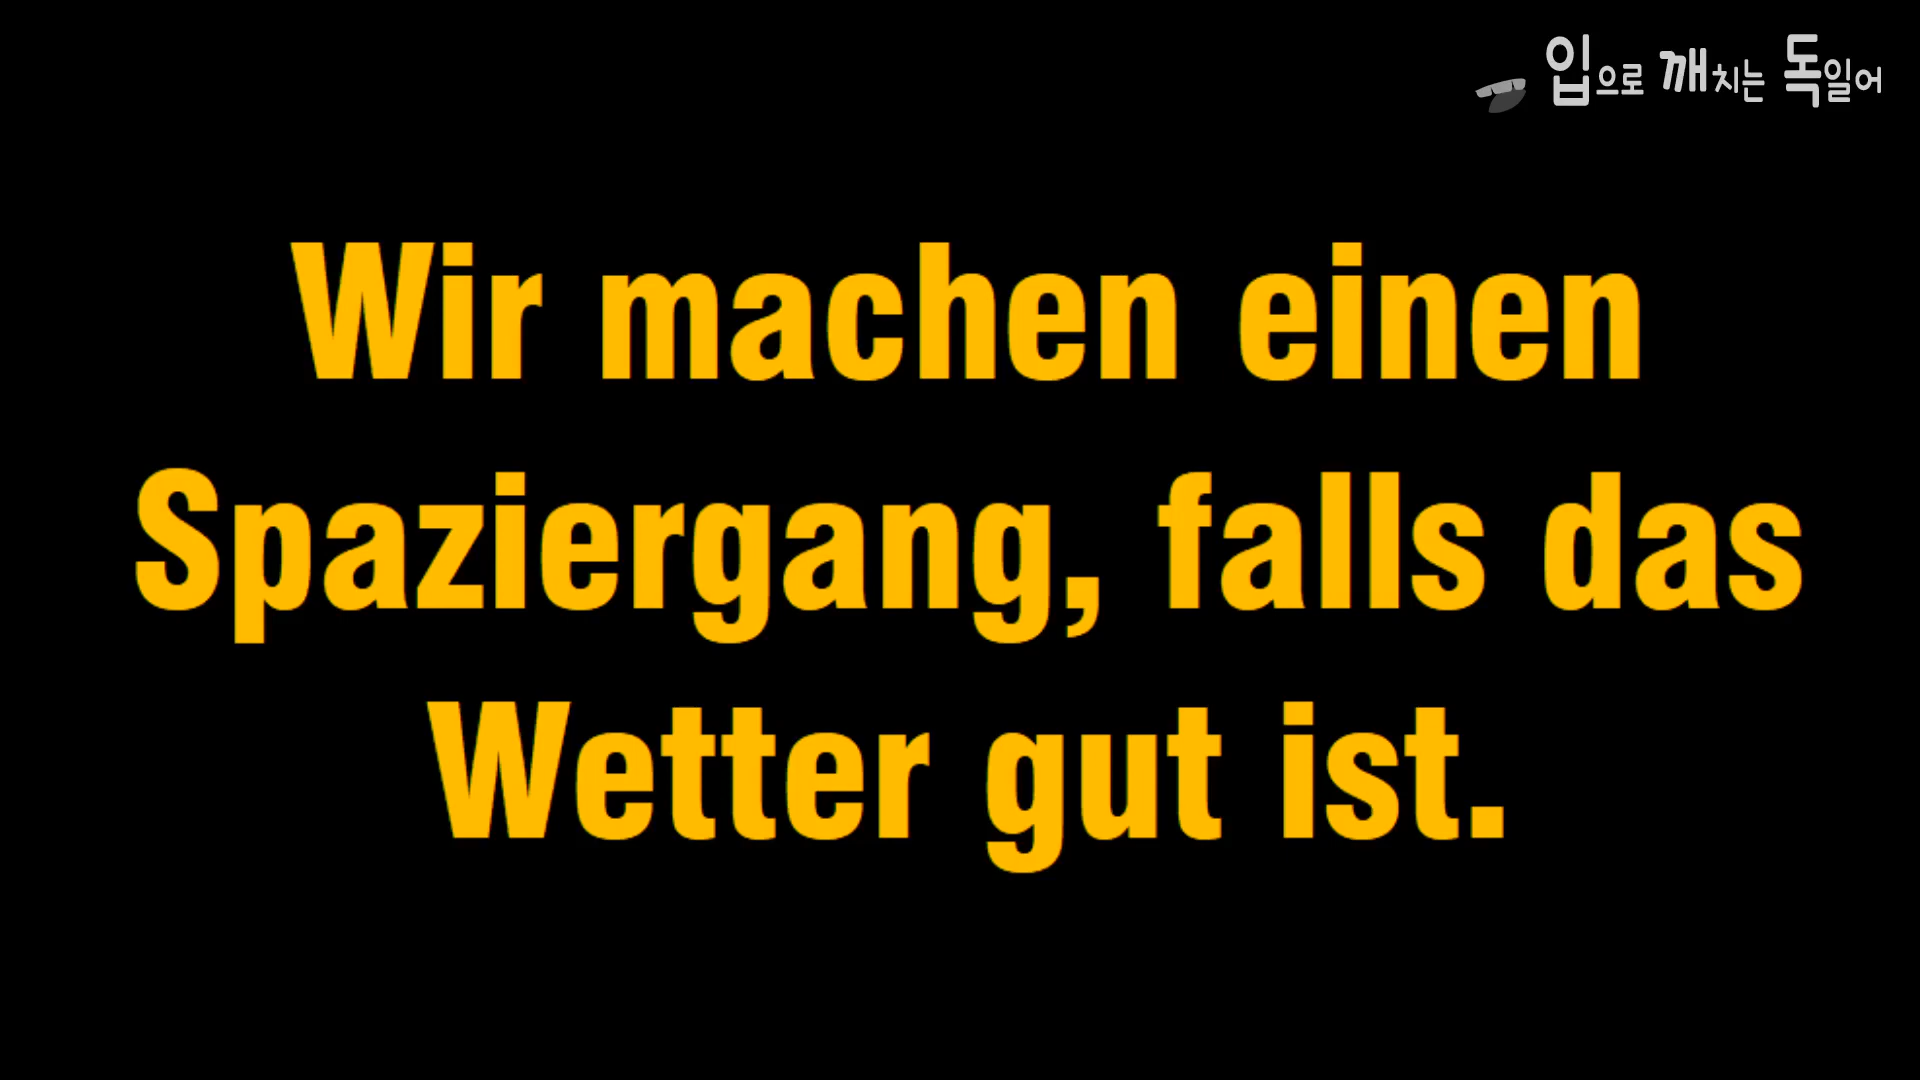 입으로 깨치는 독일어
Wir machen einen
Spaziergang, falls das
Wetter gut ist.